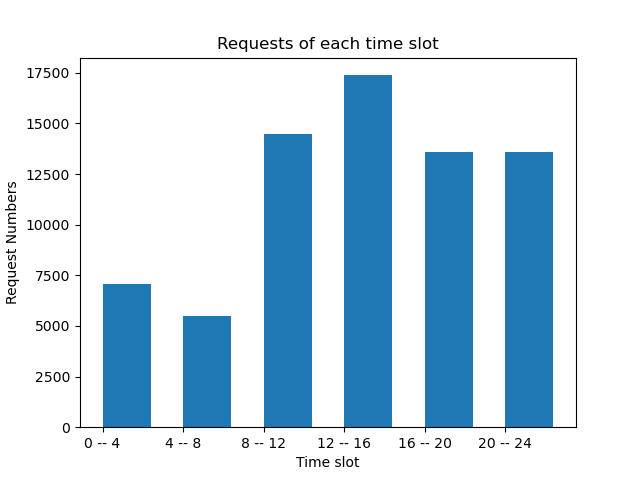 Requests of each time slot
Request Numbers
17500
15000
12500
10000
7500
5000
2500
0
0 -- 4 4 -- 8 8 -- 12 12 -- 16 16 -- 20 20 -- 24
Time slot